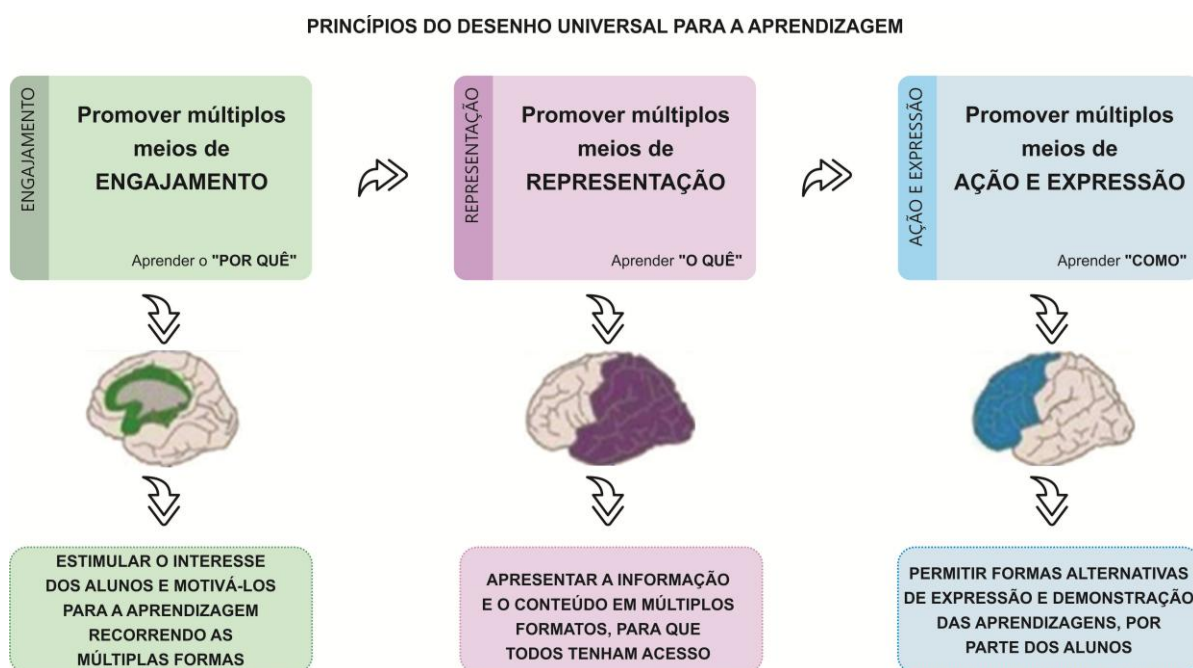 PRINCÍPIOS DO DESENHO UNIVERSAL PARA A APRENDIZAGEM
ENGAJAMENTO
Promover múltiplos
meios de
ENGAJAMENTO
Aprender o "POR QUÊ"
REPRESENTAÇÃO
Promover múltiplos
meios de
REPRESENTAÇÃO
Aprender "O QUÊ"
AÇÃO E EXPRESSÃO
Promover múltiplos
meios de
AÇÃO E EXPRESSÃO
Aprender "COMO"
ESTIMULAR O INTERESSE
DOS ALUNOS E MOTIVÁ-LOS
PARA A APRENDIZAGEM
RECORRENDO AS
MÚLTIPLAS FORMAS
APRESENTAR A INFORMAÇÃO
E O CONTEÚDO EM MÚLTIPLOS
FORMATOS, PARA QUE
TODOS TENHAM ACESSO
PERMITIR FORMAS ALTERNATIVAS
DE EXPRESSÃO E DEMONSTRAÇÃO
DAS APRENDIZAGENS, POR
PARTE DOS ALUNOS